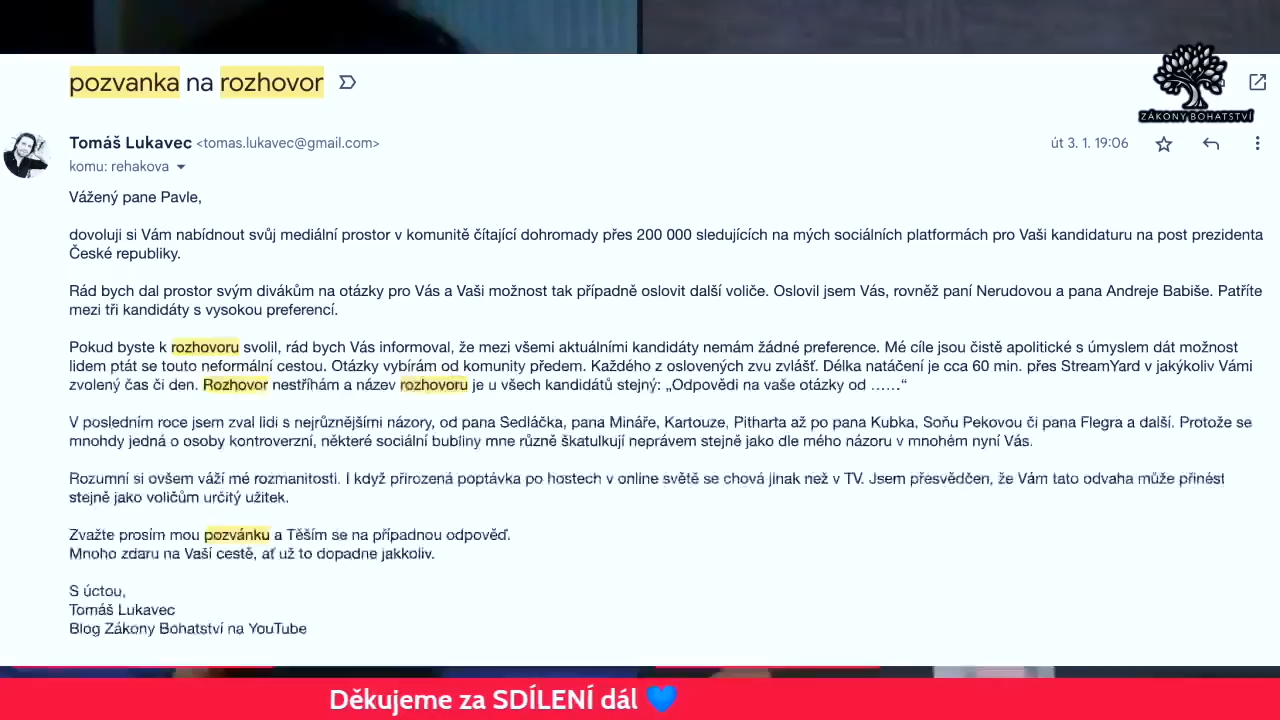 pozvanka na rozhovor
ZÁKONY BOHATSTVÍ
Tomáš Lukavec <tomas.lukavec@gmail.com>
út 3. 1. 19:06
komu: rehakova
Vážený pane Pavle,
dovoluji si Vám nabídnout svůj mediální prostor v komunitě čítající dohromady přes 200 000 sledujících na mých sociálních platformách pro Vaši kandidaturu na post prezidenta
České republiky.
Rád bych dal prostor svým divákům na otázky pro Vás a Vaši možnost tak případně oslovit další voliče. Oslovil jsem Vás, rovněž paní Nerudovou a pana Andreje Babiše. Patříte
mezi tři kandidáty s vysokou preferencí.
Pokud byste k rozhovoru svolil, rád bych Vás informoval, že mezi všemi aktuálními kandidáty nemám žádné preference. Mé cíle jsou čistě apolitické s úmyslem dát možnost
lidem ptát se touto neformální cestou. Otázky vybírám od komunity předem. Každého z oslovených zvu zvlášť. Délka natáčení je cca 60 min. přes StreamYard v jakýkoliv Vámi
zvolený čas či den. Rozhovor nestříhám a název rozhovoru je u všech kandidátů stejný: „Odpovědi na vaše otázky od ……“
V posledním roce jsem zval lidi s nejrůznějšími názory, od pana Sedláčka, pana Mináře, Kartouze, Pitharta až po pana Kubka, Soňu Pekovou či pana Flegra a další. Protože se
mnohdy jedná o osoby kontroverzní, některé sociální bubliny mne různě škatulkují neprávem stejně jako dle mého názoru v mnohém nyní Vás.
Rozumní si ovšem váží mé rozmanitosti. I když přirozená poptávka po hostech v online světě se chová jinak než v TV. Jsem přesvědčen, že Vám tato odvaha může přinést
stejně jako voličům určitý užitek.
Zvažte prosím mou pozvánku a Těším se na případnou odpověď.
Mnoho zdaru na Vaší cestě, ať už to dopadne jakkoliv.
S úctou,
Tomáš Lukavec
Blog Zákony Bohatství na YouTube
Děkujeme za SDÍLENÍ dál 💙